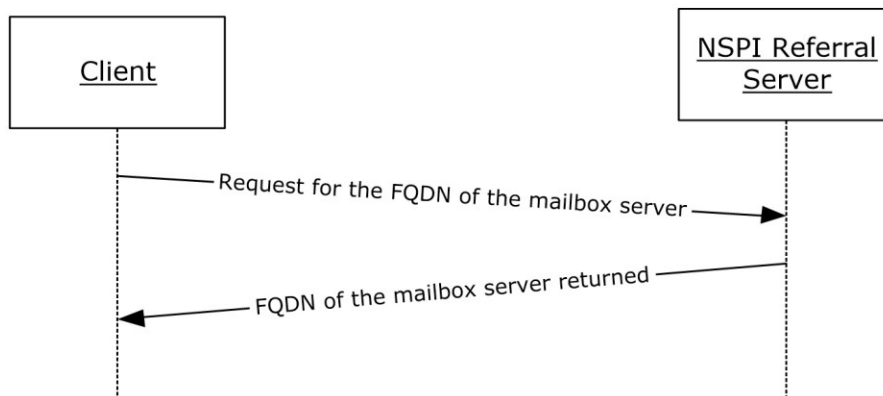 Client
NSPI Referral
Server
Request for the FQDN of the mailbox server
FQDN of the mailbox server returned